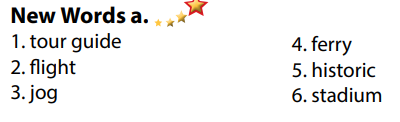 New Words a.
1. tour guide
2. flight
3. jog
4. ferry
5. historic
6. stadium